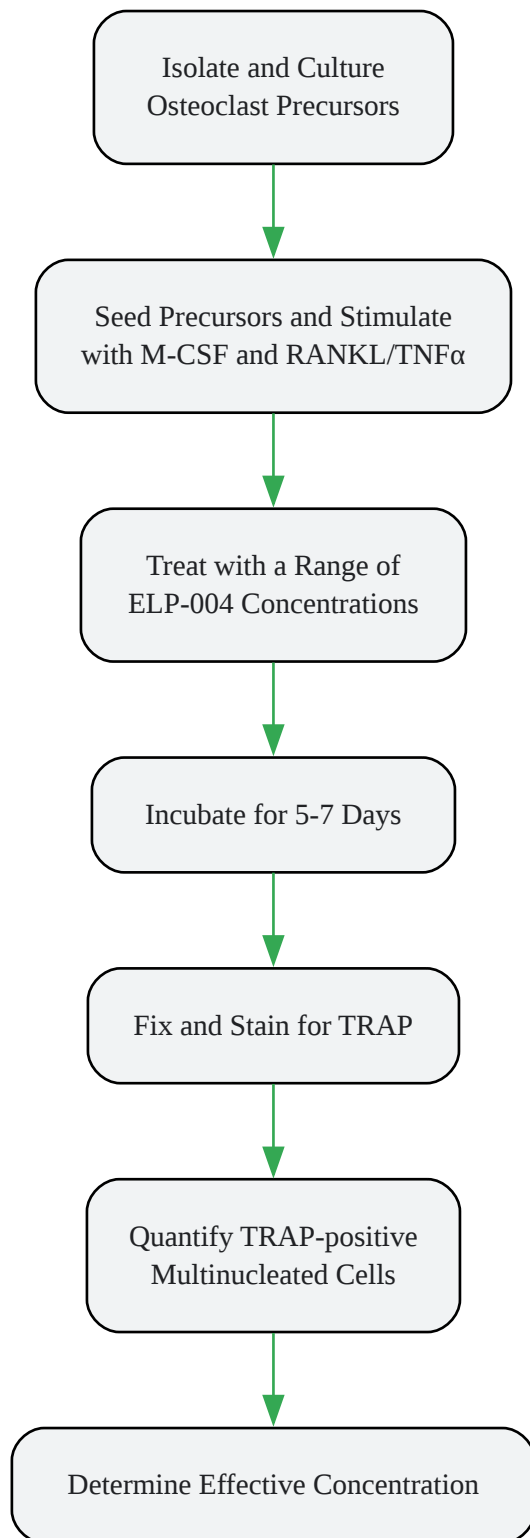 Isolate and Culture
Osteoclast Precursors
Seed Precursors and Stimulate
with M-CSF and RANKL/TNFα
Treat with a Range of
ELP-004 Concentrations
Incubate for 5-7 Days
Fix and Stain for TRAP
Quantify TRAP-positive
Multinucleated Cells
Determine Effective Concentration